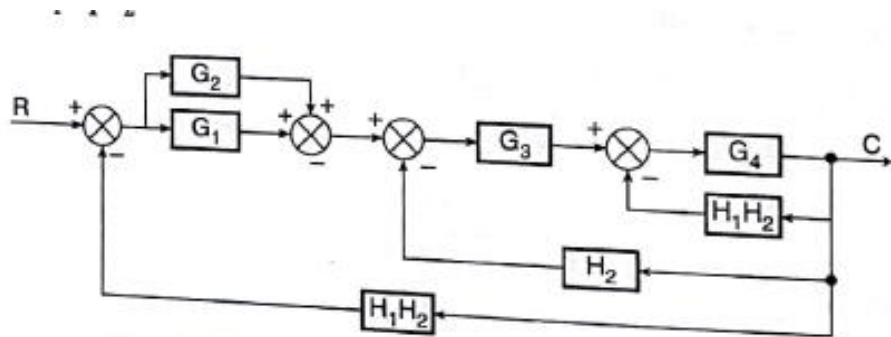 G₂
R + G₁ + + − + − G₃ + − G₄ C
H₁H₂
H₂
H₁H₂